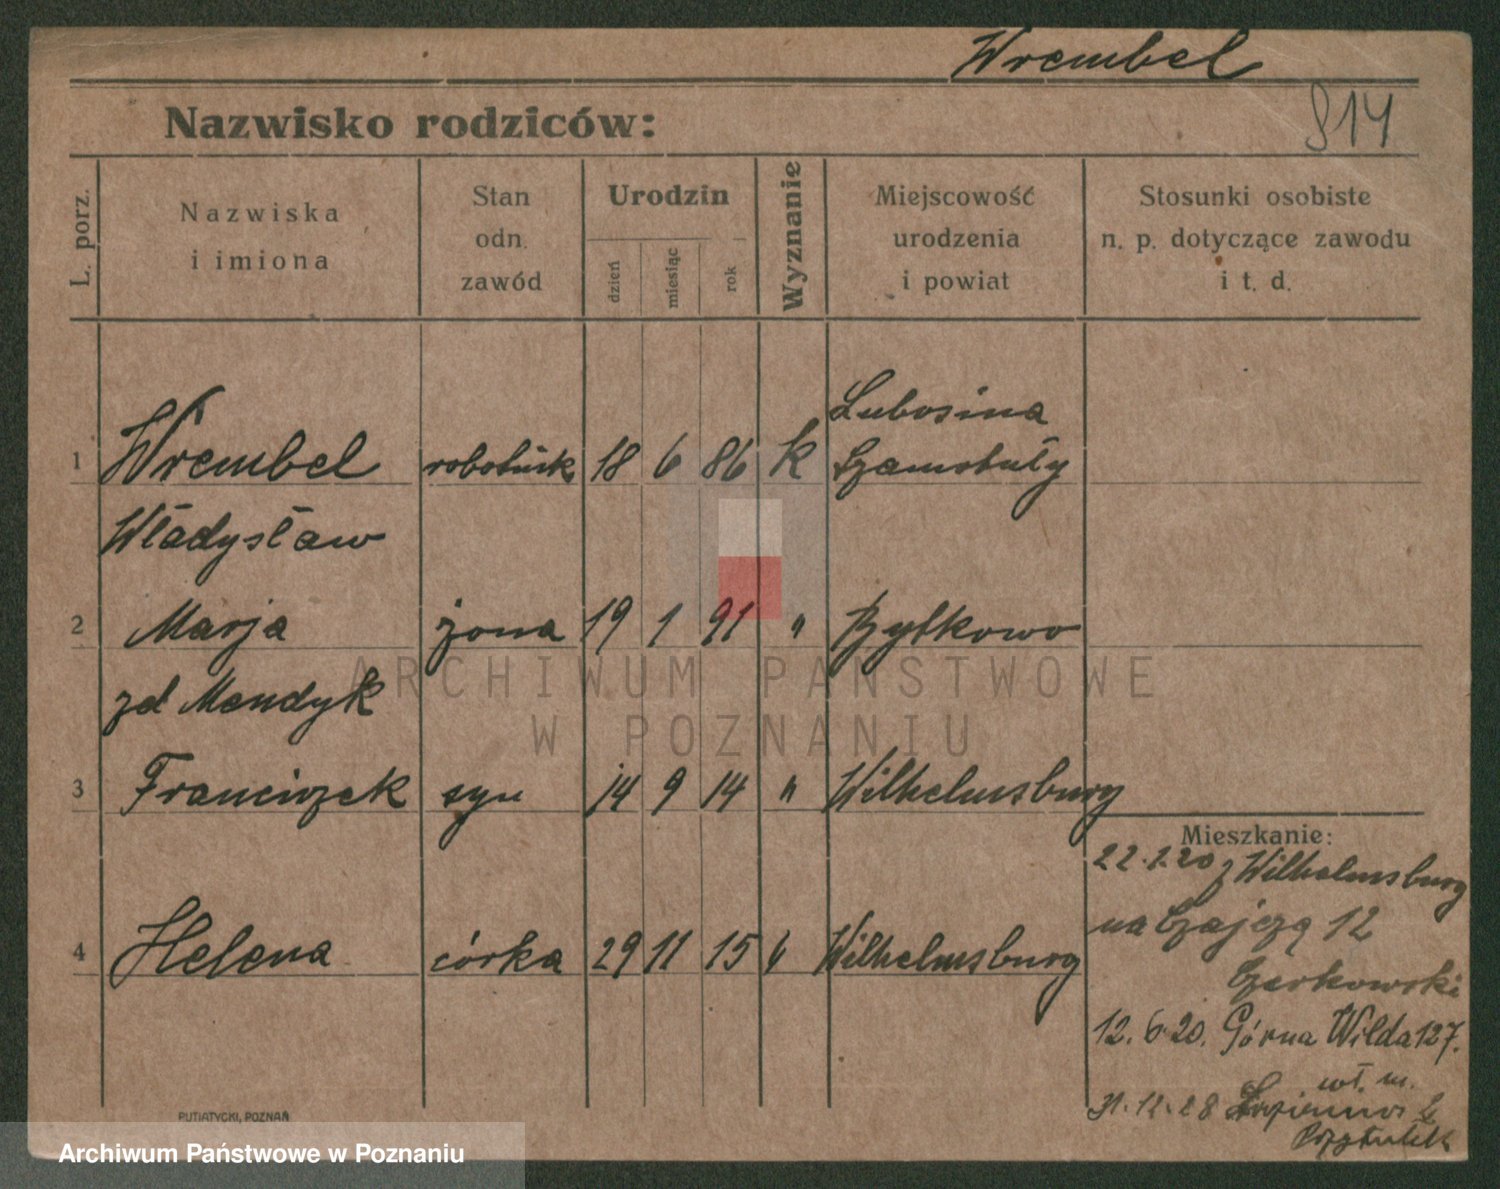 Wrembel
914
Nazwisko rodziców:
L. porz.
Nazwiska
i imiona
Stan
odn.
zawód
Urodzin
dzień
miesiąc
rok
Wyznanie
Miejscowość
urodzenia
i powiat
Stosunki osobiste
n. p. dotyczące zawodu
i t. d.
Lubosina
1 Wrembel robotnik 18 6 86 k Szamotuły
Władysław
2 Marja żona 19 1 91 " Bytkowo
zd Mendyk
3 Franciszek syn 14 9 14 " Wilhelmsburg
Mieszkanie:
22.2.20 z Wilhelmsburg
na Czajczą 12
4 Helena córka 29 11 15 Wilhelmsburg
Czerkowski
12.6.20. Górna Wilda 127.
wł. m.
31.12.28
PUTIATYCKI, POZNAŃ
ARCHIWUM PAŃSTWOWE
W POZNANIU
Archiwum Państwowe w Poznaniu